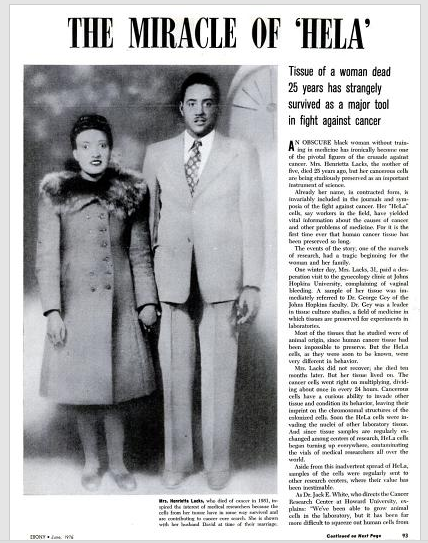 THE MIRACLE OF ‘HELA’
Tissue of a woman dead
25 years has strangely
survived as a major tool
in fight against cancer
AN OBSCURE black woman without train-
ing in medicine has ironically become one
of the pivotal figures of the crusade against
cancer. Mrs. Henrietta Lacks, the mother of
five, died 25 years ago, but her cancerous cells
are being studiously preserved as an important
instrument of science.
Already her name, in contracted form, is
invariably included in the journals and sym-
posia of the fight against cancer. Her "HeLa"
cells, say workers in the field, have yielded
vital information about the causes of cancer
and other problems of medicine. For it is the
first time ever that human cancer tissue has
been preserved so long.
The events of the story, one of the marvels
of research, had a tragic beginning for the
woman and her family.
One winter day, Mrs. Lacks, 31, paid a des-
peration visit to the gynecology clinic at Johns
Hopkins University, complaining of vaginal
bleeding. A sample of her tissue was im-
mediately referred to Dr. George Gey of the
Johns Hopkins faculty. Dr. Gey was a leader
in tissue culture studies, a field of medicine in
which tissues are preserved for experiments in
laboratories.
Most of the tissues that he studied were of
animal origin, since human cancer tissue had
been impossible to preserve. But the HeLa
cells, as they were soon to be known, were
very different in behavior.
Mrs. Lacks did not recover, she died ten
months later. But her tissue lived on. The
cancer cells went right on multiplying, divid-
ing about once in every 24 hours. Cancerous
cells have a curious ability to invade other
tissue and condition its behavior, leaving their
imprint on the chromosomal structures of the
colonized cells. Soon the HeLa cells were in-
vading the nuclei of other laboratory tissue.
And since tissue samples are regularly ex-
changed among centers of research, HeLa cells
began turning up everywhere, contaminating
the vials of medical researchers all over the
world.
Aside from this inadvertent spread of HeLa,
samples of the cells were regularly sent to
other research centers, where their value has
been inestimable.
As Dr. Jack E. White, who directs the Cancer
Research Center at Howard University, ex-
plains: "We've been able to grow animal
cells in the laboratory, but it has been far
more difficult to squeeze out human cells from
Mrs. Henrietta Lacks, who died of cancer in 1951, in-
spired the interest of medical researchers because the
cells from her tissue have in some way survived and
are contributing to cancer cure search. She is shown
with her husband David at time of their marriage.
EBONY • June, 1976
Continued on Next Page 93